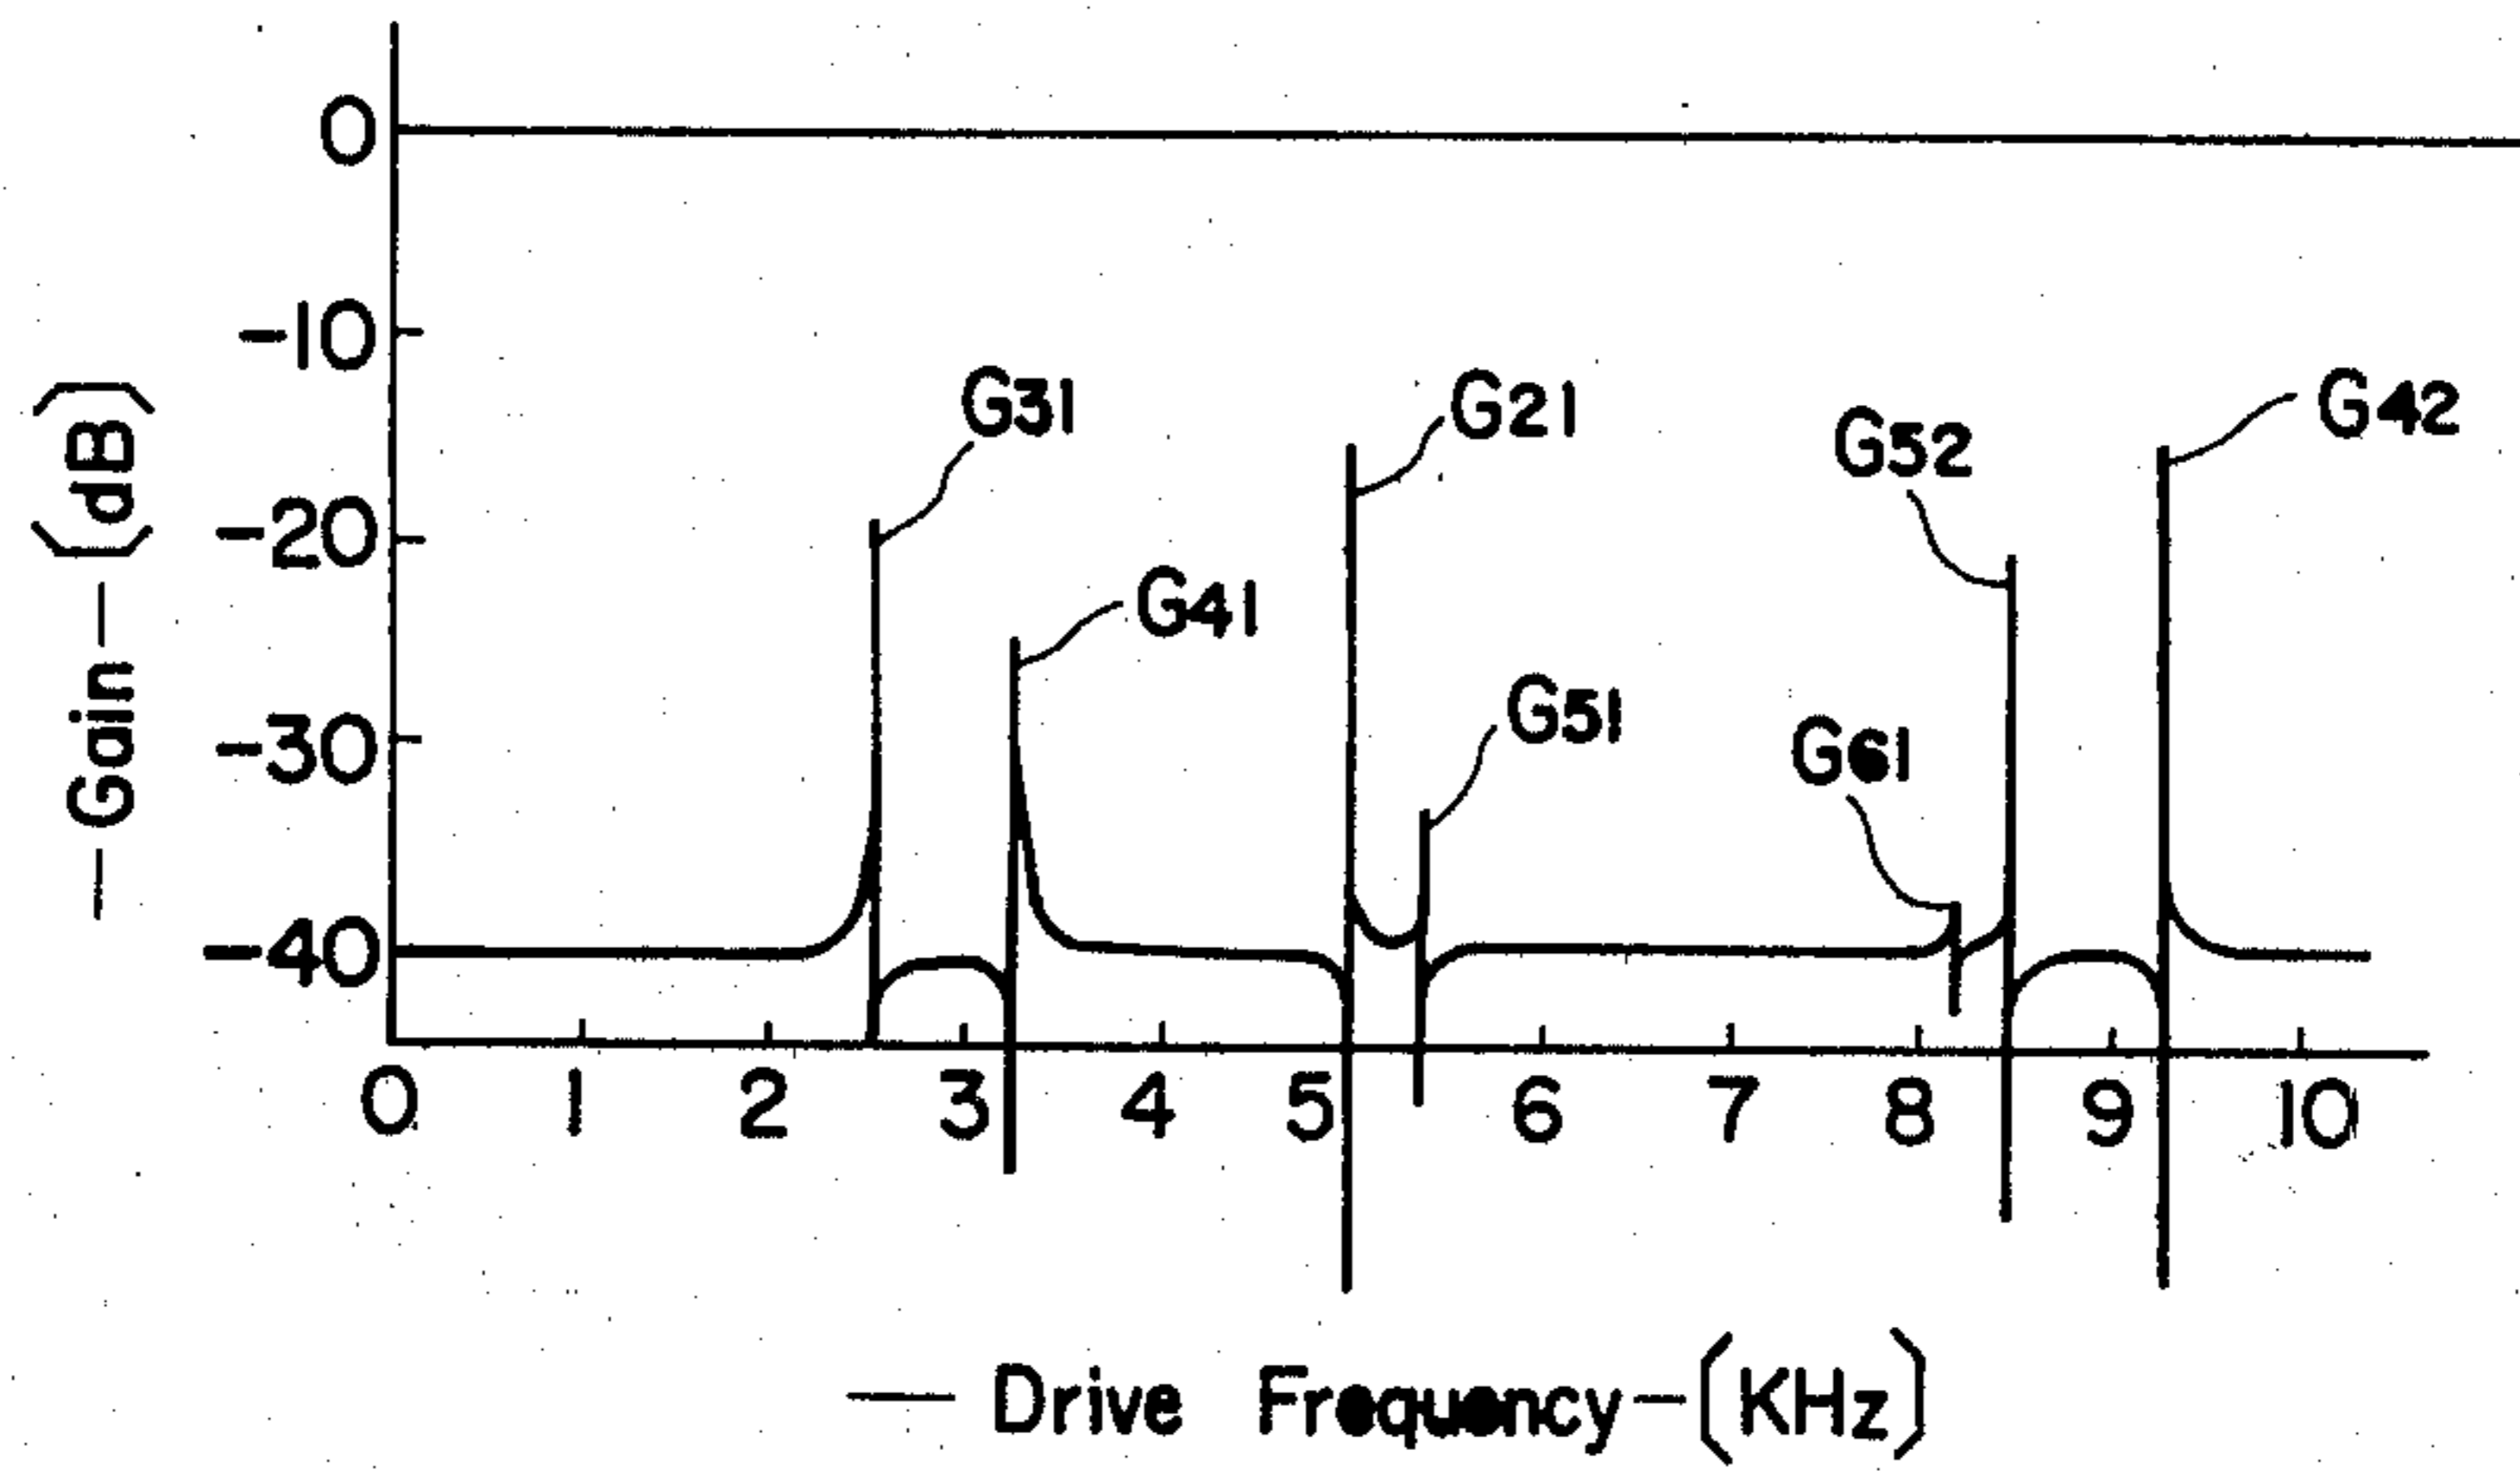 0
-10
-20
-30
-40
—Gain—(dB)
G31
G41
G21
G51
G52
G61
G42
0 1 2 3 4 5 6 7 8 9 10
— Drive Frequency-(KHz)